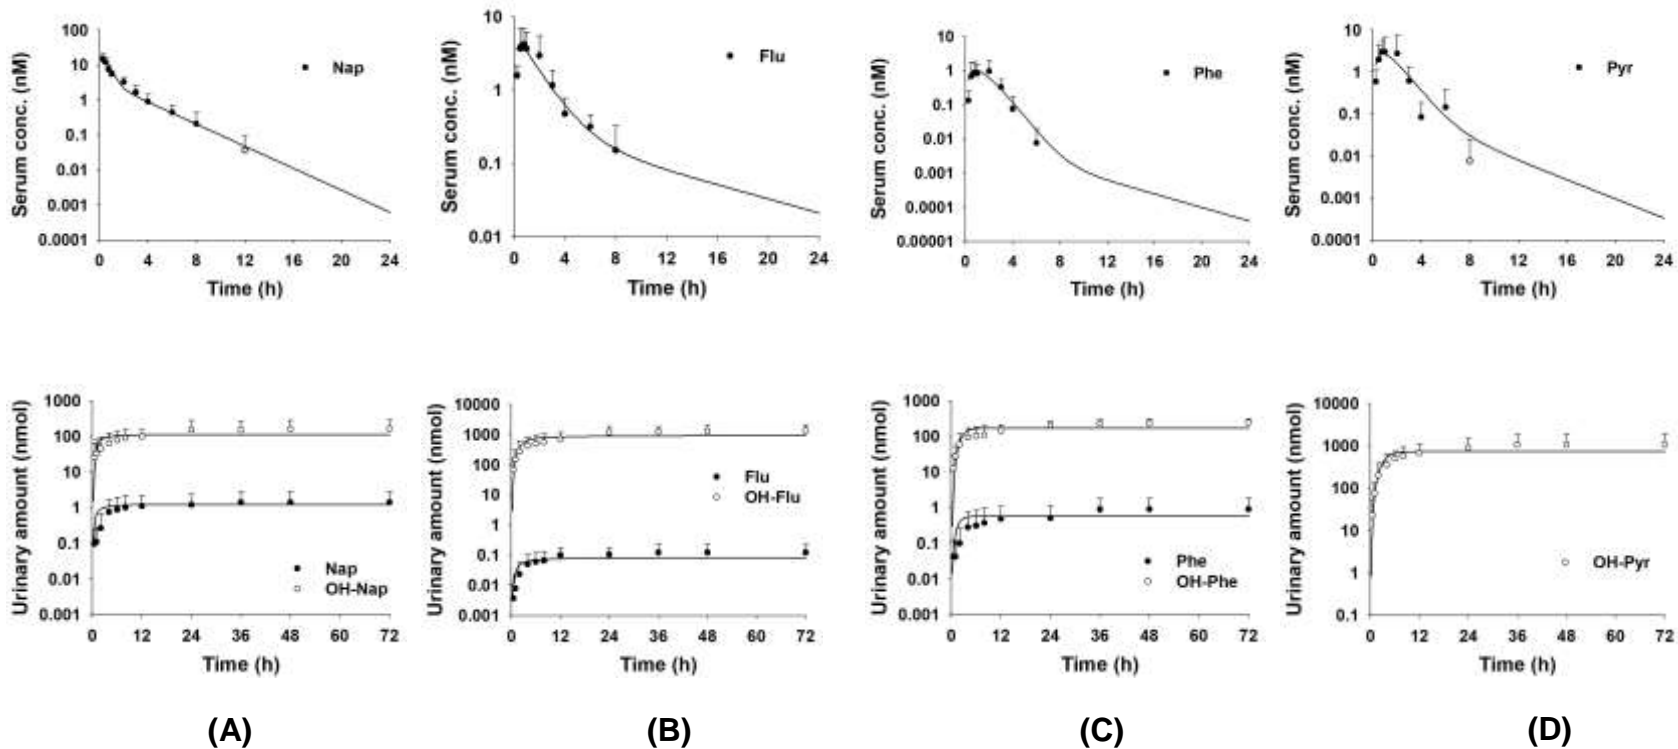 Serum conc. (nM)
100
10
1
0.1
0.01
0.001
0.0001
Nap
0 4 8 12 16 20 24
Time (h)
Serum conc. (nM)
10
1
0.1
0.01
Flu
0 4 8 12 16 20 24
Time (h)
Serum conc. (nM)
10
1
0.1
0.01
0.001
0.0001
0.00001
Phe
0 4 8 12 16 20 24
Time (h)
Serum conc. (nM)
10
1
0.1
0.01
0.001
0.0001
Pyr
0 4 8 12 16 20 24
Time (h)
Urinary amount (nmol)
1000
100
10
1
0.1
0.01
0.001
Nap
OH-Nap
0 12 24 36 48 60 72
Time (h)
Urinary amount (nmol)
10000
1000
100
10
1
0.1
0.01
0.001
Flu
OH-Flu
0 12 24 36 48 60 72
Time (h)
Urinary amount (nmol)
1000
100
10
1
0.1
0.01
0.001
Phe
OH-Phe
0 12 24 36 48 60 72
Time (h)
Urinary amount (nmol)
10000
1000
100
10
1
0.1
OH-Pyr
0 12 24 36 48 60 72
Time (h)
(A) (B) (C) (D)